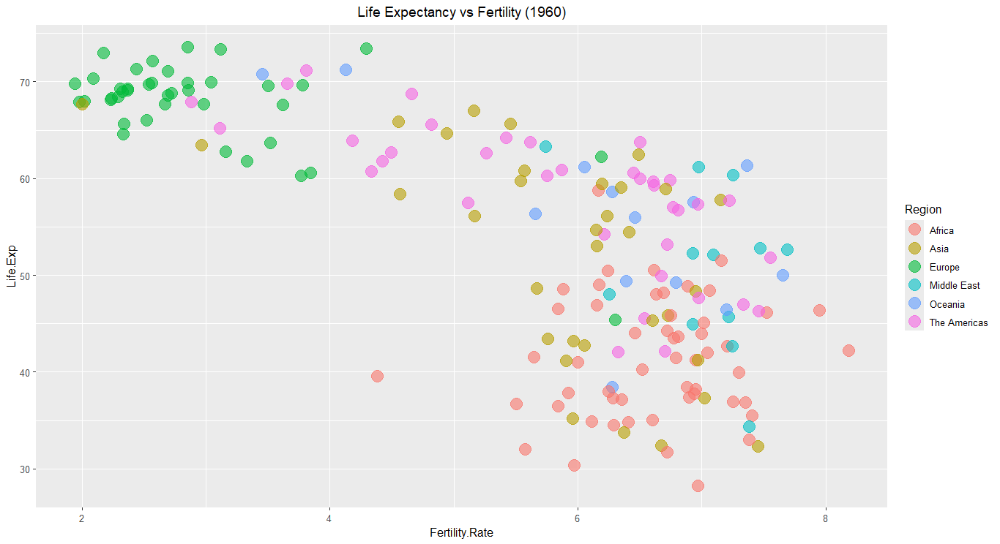 Life Expectancy vs Fertility (1960)
Life.Exp
70
60
50
40
30
2 4 6 8
Fertility.Rate
Region
Africa
Asia
Europe
Middle East
Oceania
The Americas